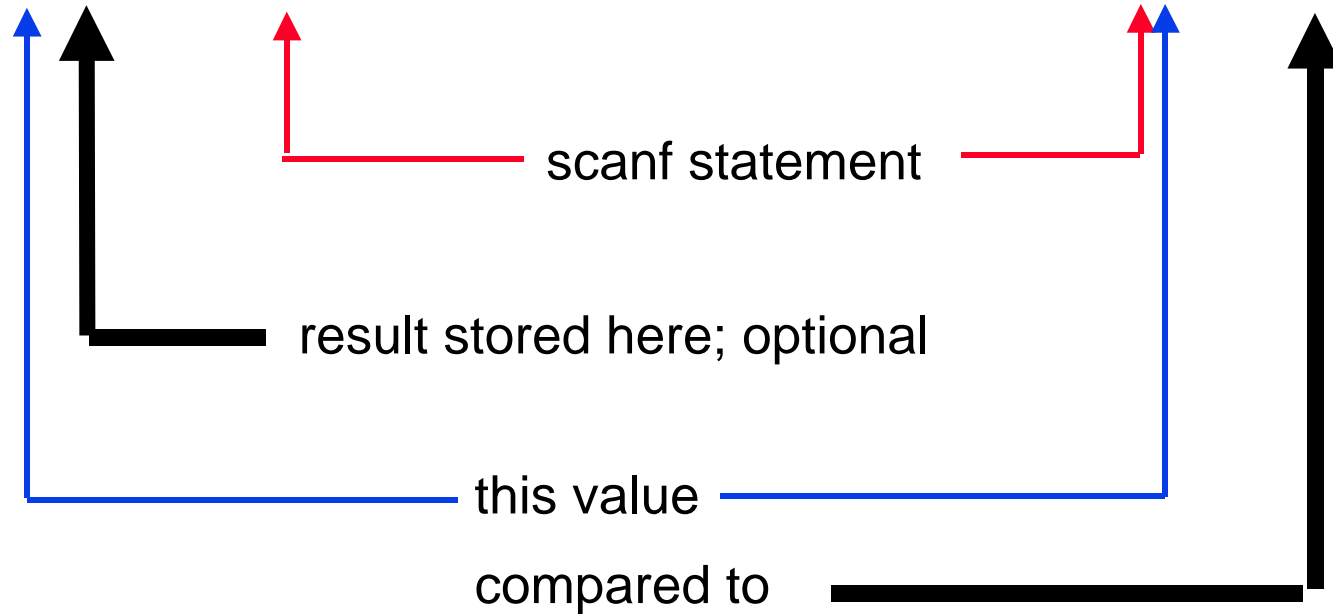 scanf statement
result stored here; optional
this value
compared to